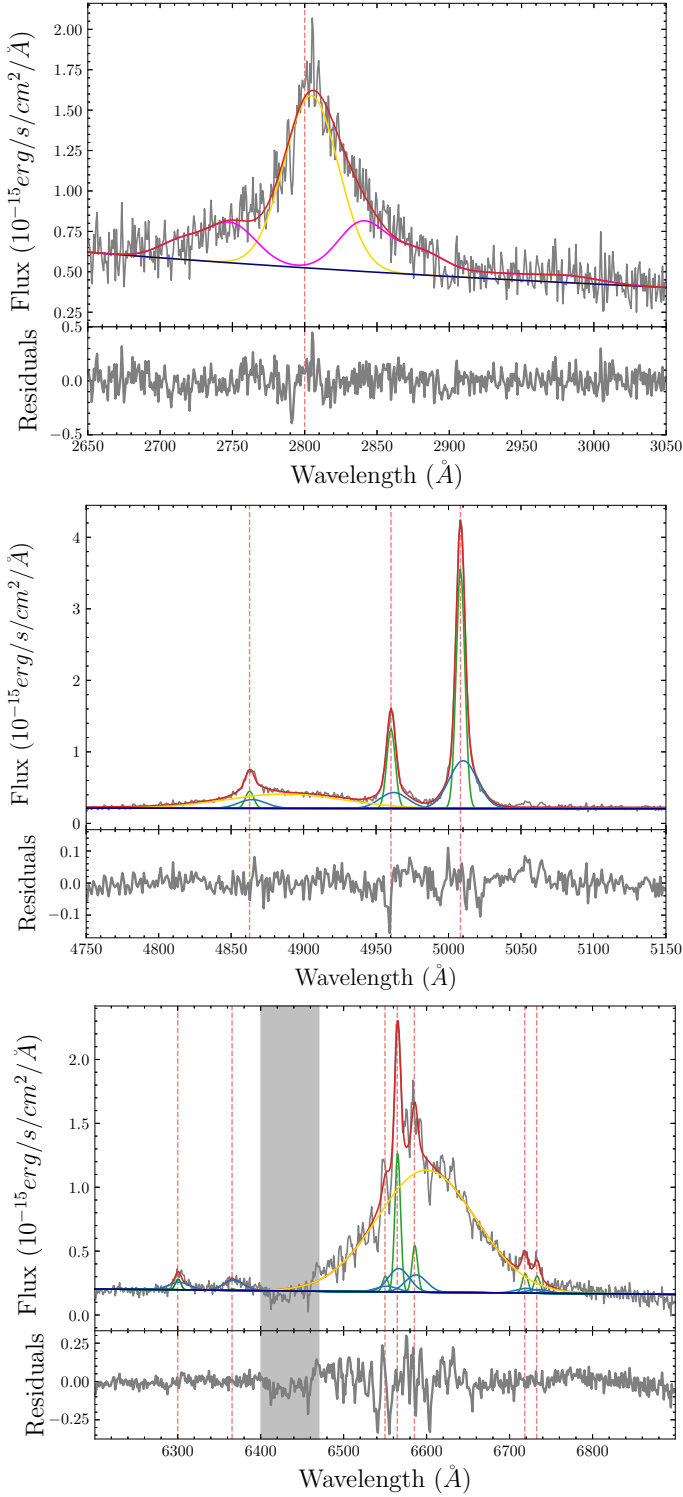 2.00
1.75
1.50
1.25
1.00
0.75
0.50
0.25
Flux (10⁻¹⁵erg/s/cm²/Å)
0.5
0.0
−0.5
Residuals
2650 2700 2750 2800 2850 2900 2950 3000 3050
Wavelength (Å)
4
3
2
1
0
Flux (10⁻¹⁵erg/s/cm²/Å)
0.1
0.0
−0.1
Residuals
4750 4800 4850 4900 4950 5000 5050 5100 5150
Wavelength (Å)
2.0
1.5
1.0
0.5
0.0
Flux (10⁻¹⁵erg/s/cm²/Å)
0.25
0.00
−0.25
Residuals
6300 6400 6500 6600 6700 6800
Wavelength (Å)